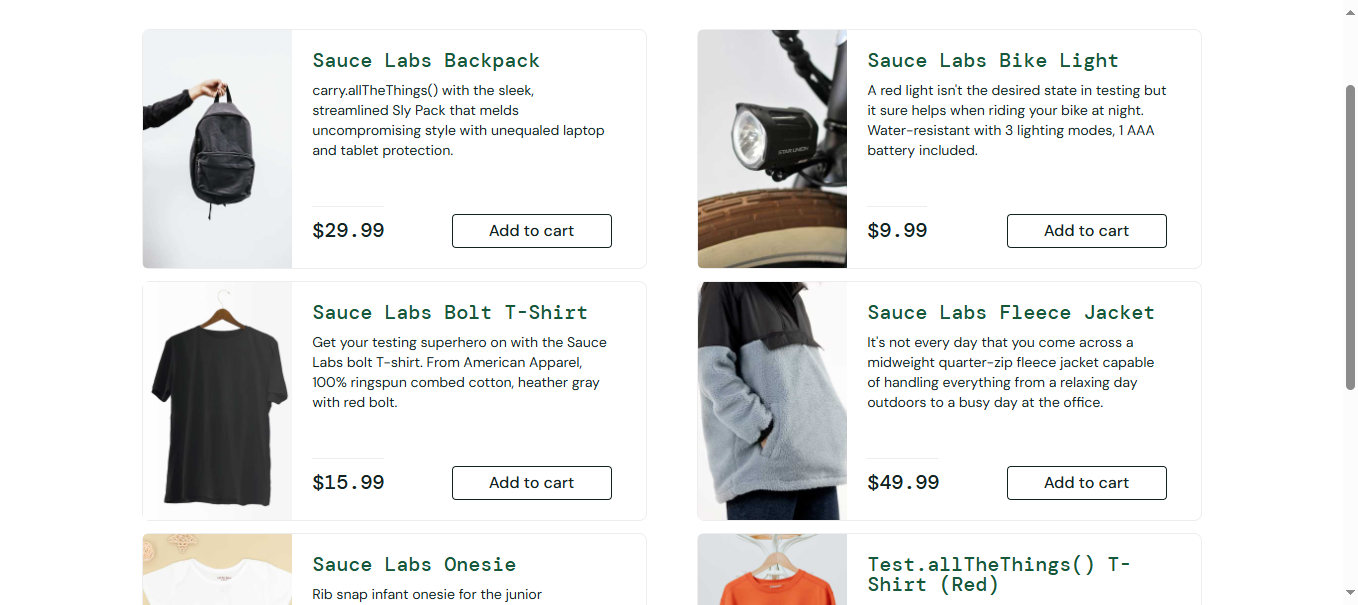 Sauce Labs Backpack
carry.allTheThings() with the sleek,
streamlined Sly Pack that melds
uncompromising style with unequaled laptop
and tablet protection.
$29.99
Add to cart
Sauce Labs Bike Light
A red light isn't the desired state in testing but
it sure helps when riding your bike at night.
Water-resistant with 3 lighting modes, 1 AAA
battery included.
STAR UNION
$9.99
Add to cart
Sauce Labs Bolt T-Shirt
Get your testing superhero on with the Sauce
Labs bolt T-shirt. From American Apparel,
100% ringspun combed cotton, heather gray
with red bolt.
$15.99
Add to cart
Sauce Labs Fleece Jacket
It's not every day that you come across a
midweight quarter-zip fleece jacket capable
of handling everything from a relaxing day
outdoors to a busy day at the office.
$49.99
Add to cart
Sauce Labs Onesie
Rib snap infant onesie for the junior
Test.allTheThings() T-
Shirt (Red)